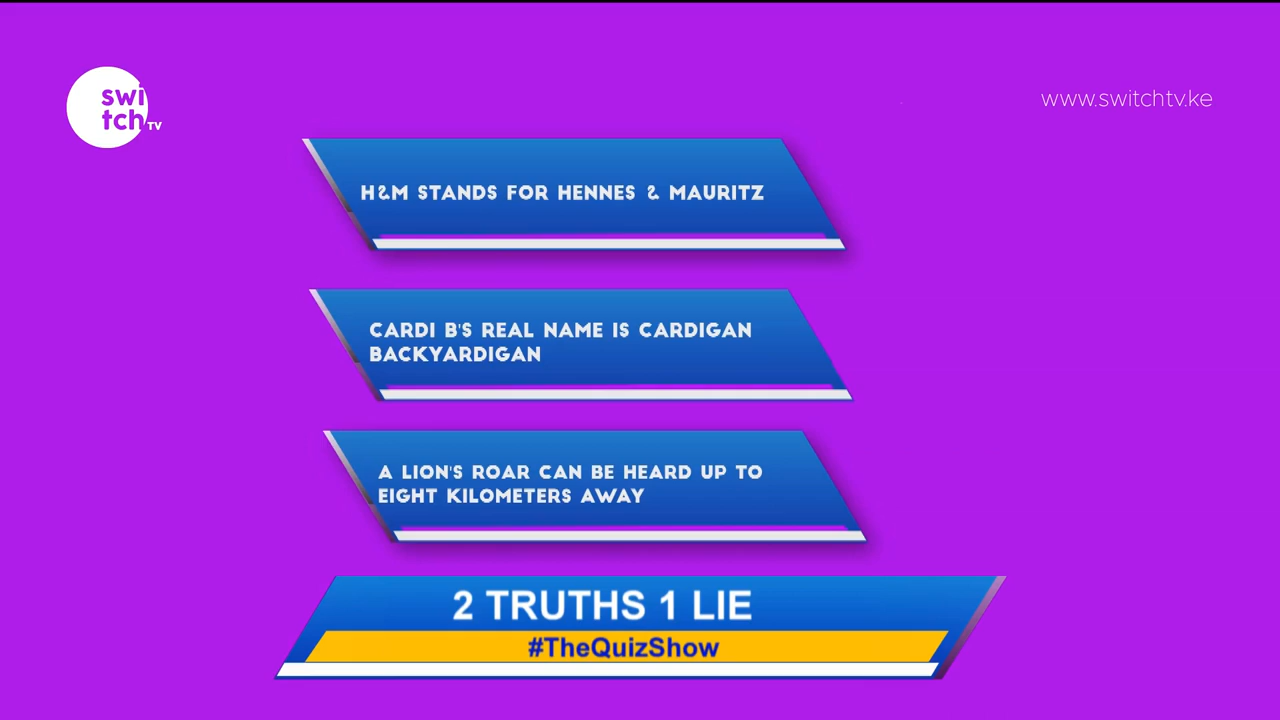 swi
tch TV
www.switchtv.ke
H&M STANDS FOR HENNES & MAURITZ
CARDI B'S REAL NAME IS CARDIGAN
BACKYARDIGAN
A LION'S ROAR CAN BE HEARD UP TO
EIGHT KILOMETERS AWAY
2 TRUTHS 1 LIE
#TheQuizShow